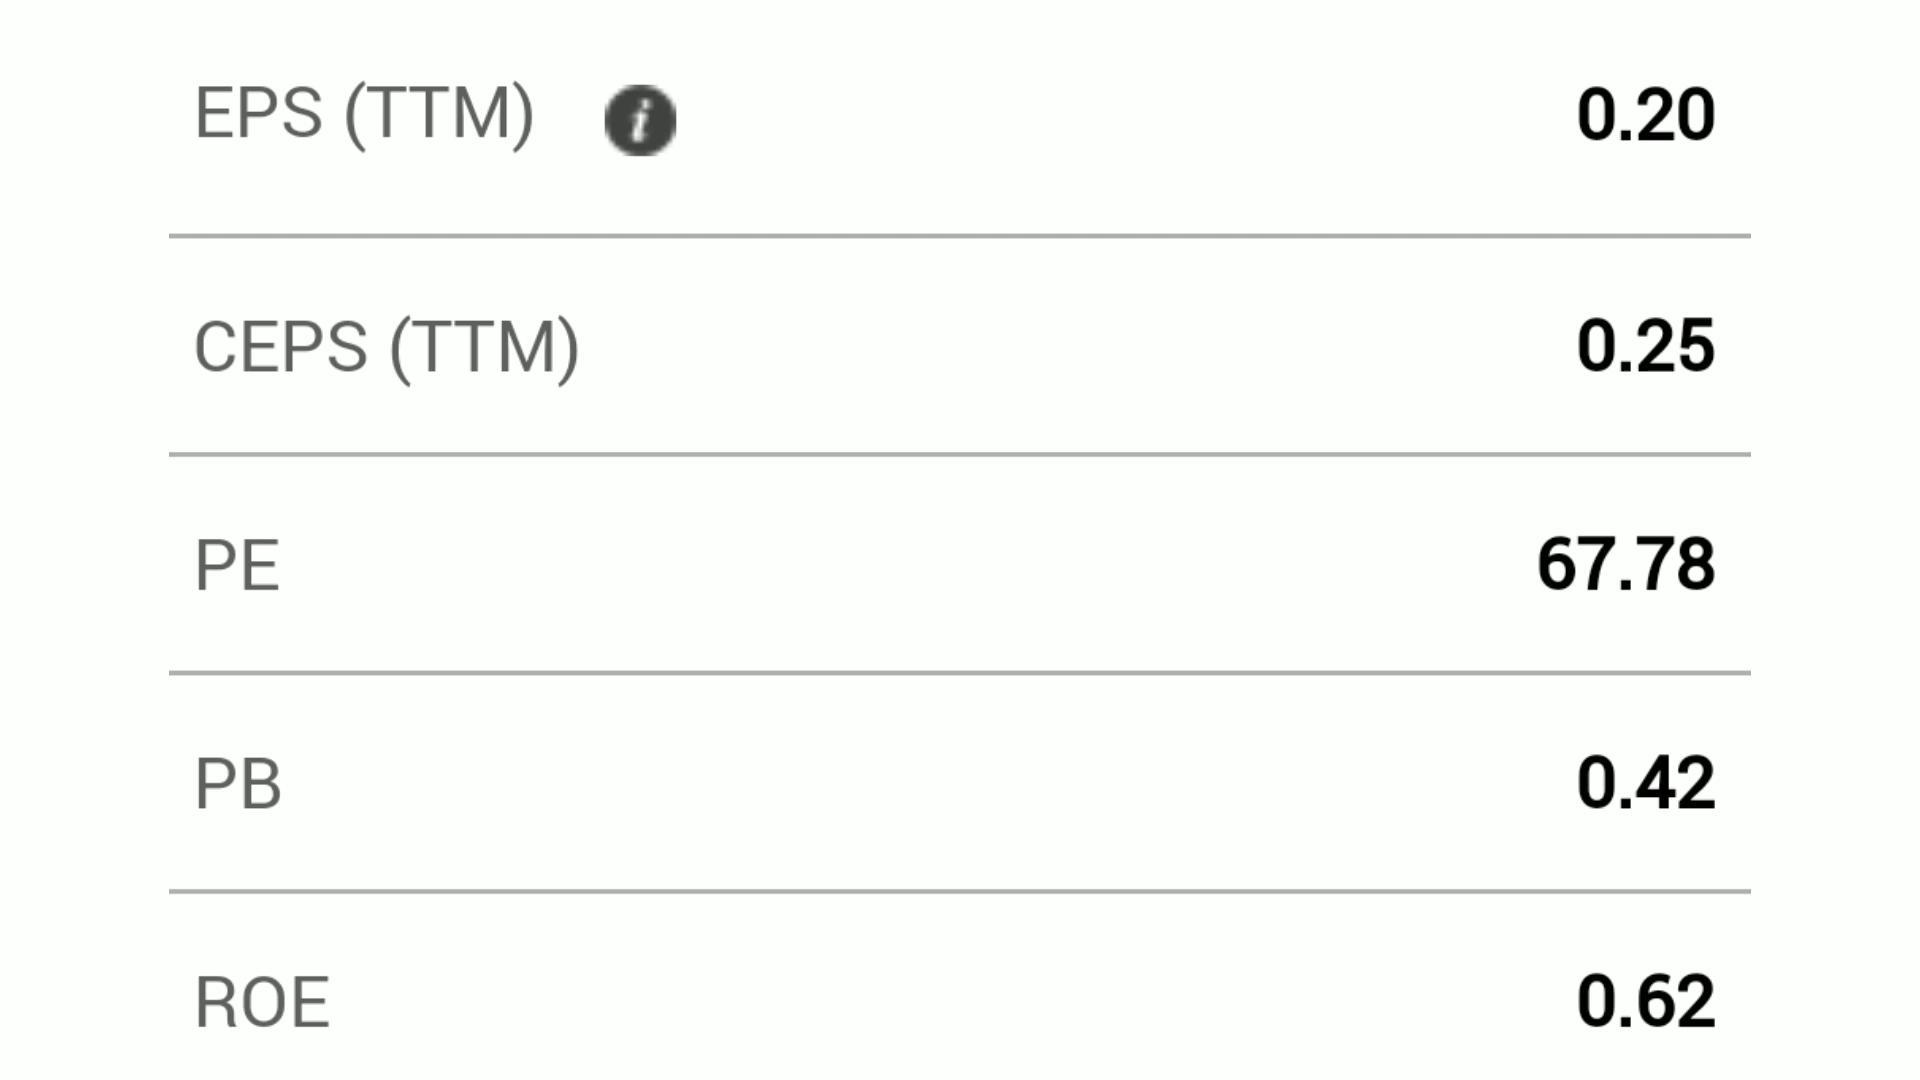 EPS (TTM) i 0.20
CEPS (TTM) 0.25
PE 67.78
PB 0.42
ROE 0.62